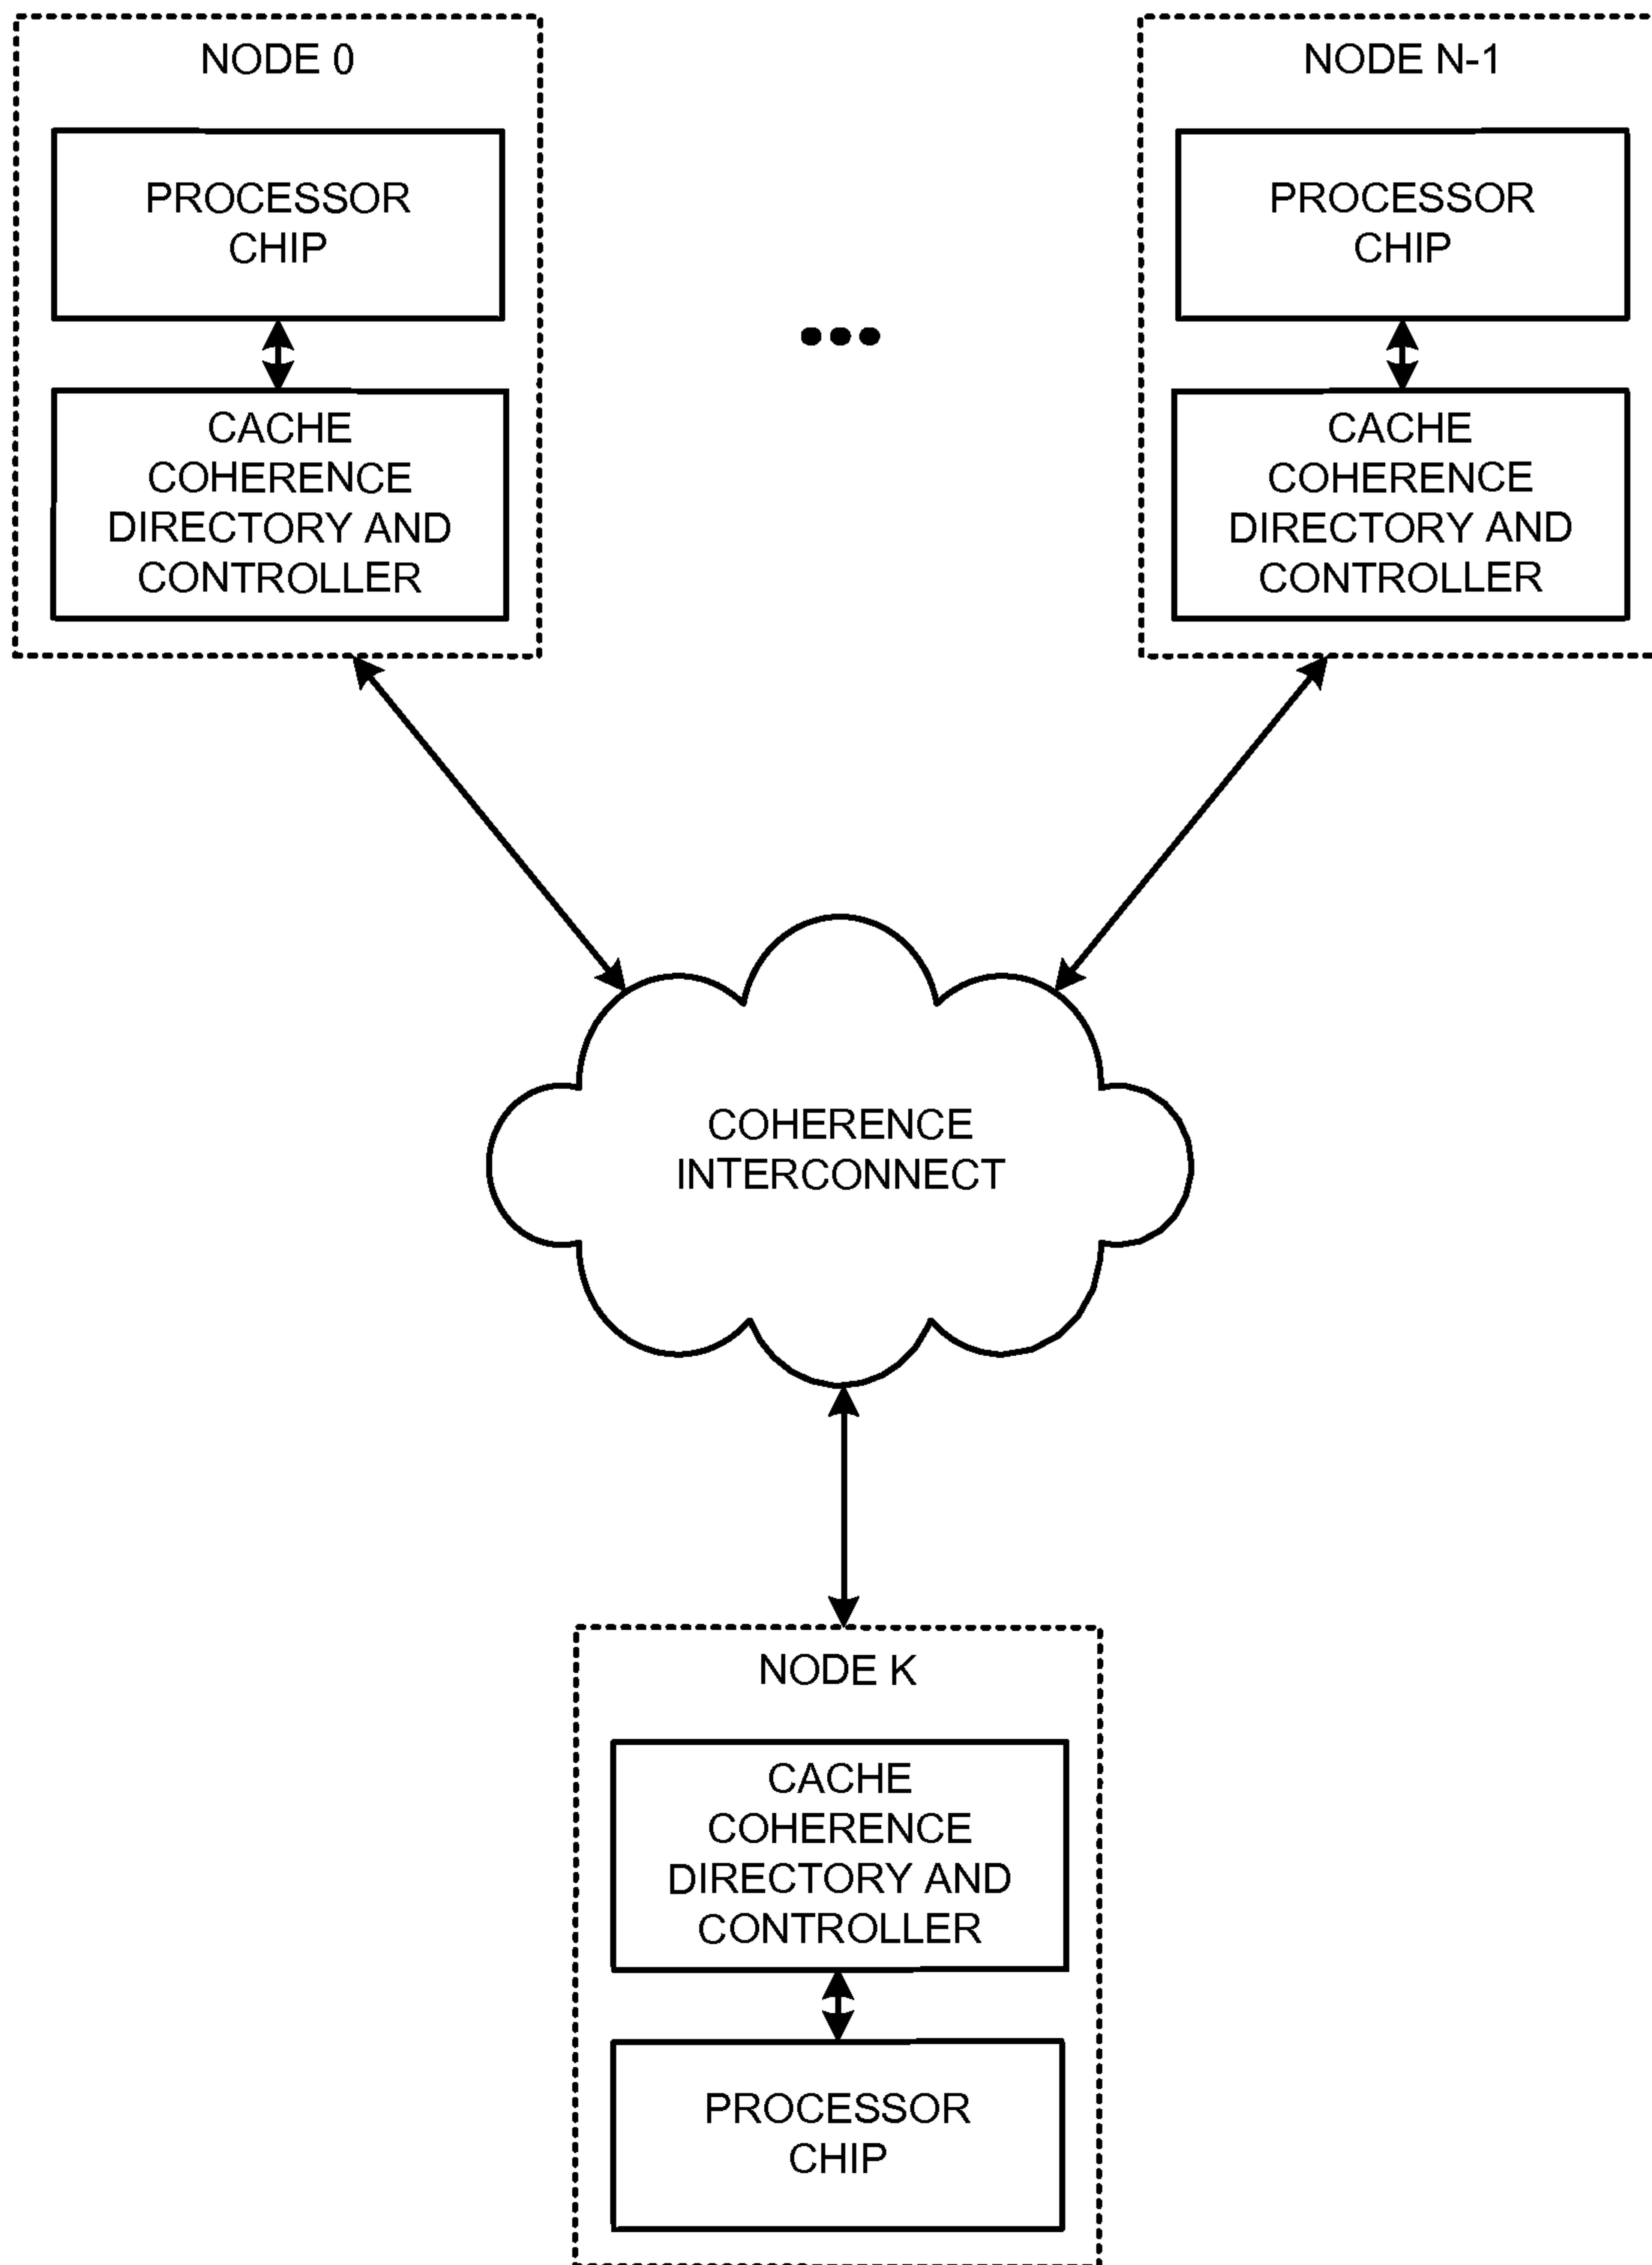 NODE 0
PROCESSOR
CHIP
CACHE
COHERENCE
DIRECTORY AND
CONTROLLER
NODE N-1
PROCESSOR
CHIP
CACHE
COHERENCE
DIRECTORY AND
CONTROLLER
COHERENCE
INTERCONNECT
NODE K
CACHE
COHERENCE
DIRECTORY AND
CONTROLLER
PROCESSOR
CHIP